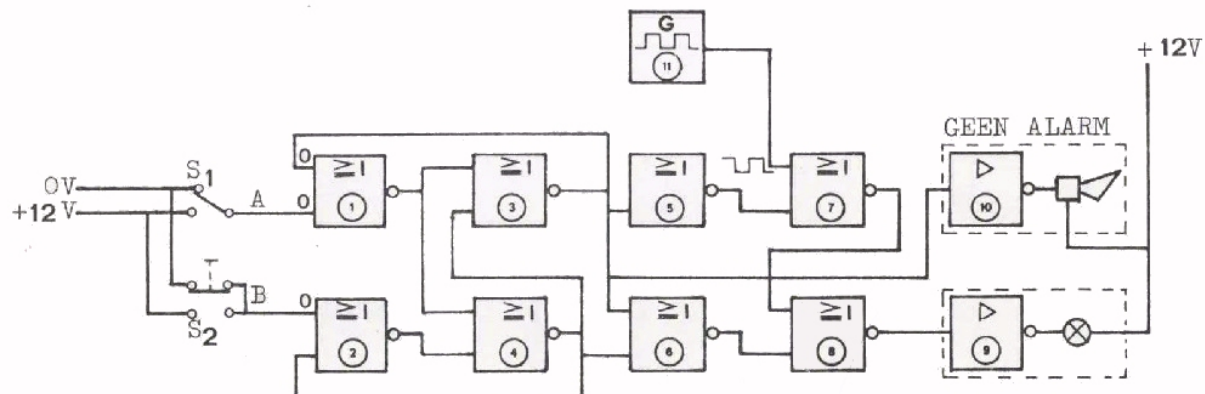 G
11
+ 12V
GEEN ALARM
0 ≥1 ≥1 ≥1 ≥1 ▷
S1
0V
A
0
+12 V
1 3 5 7 10
T
B
0 ≥1 ≥1 ≥1 ≥1 ▷
S2
2 4 6 8 9